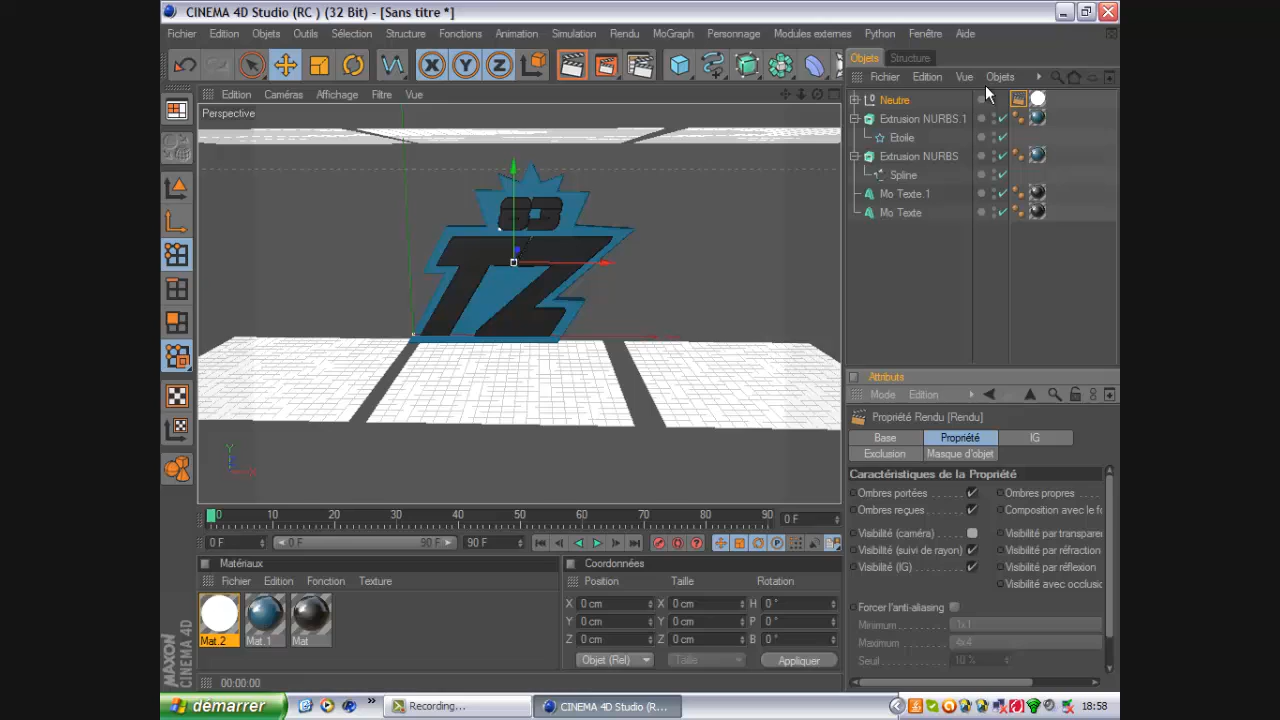 CINEMA 4D Studio (RC ) (32 Bit) - [Sans titre *]
Fichier Edition Objets Outils Sélection Structure Fonctions Animation Simulation Rendu MoGraph Personnage Modules externes Python Fenêtre Aide
Objets Structure
Fichier Edition Vue Objets
Edition Caméras Affichage Filtre Vue
Perspective
Neutre
Extrusion NURBS.1
Etoile
Extrusion NURBS
Spline
Mo Texte.1
Mo Texte
83
TZ
Y
X
Attributs
Mode Edition
Propriété Rendu [Rendu]
Base Propriété IG
Exclusion Masque d'objet
Caractéristiques de la Propriété
Ombres portées Ombres propres
Ombres reçues Composition avec le fo
Visibilité (caméra) Visibilité par transpare
Visibilité (suivi de rayon) Visibilité par réfraction
Visibilité (IG) Visibilité par réflexion
Visibilité avec occlusi
Forcer l'anti-aliasing
Minimum 1x1
Maximum 4x4
Seuil 10 %
0 10 20 30 40 50 60 70 80 90 0 F
0 F 0 F 90 F 90 F
Matériaux
Fichier Edition Fonction Texture
Mat.2 Mat.1 Mat
Coordonnées
Position Taille Rotation
X 0 cm X 0 cm H 0 °
Y 0 cm Y 0 cm P 0 °
Z 0 cm Z 0 cm B 0 °
Objet (Rel) Taille Appliquer
MAXON
CINEMA 4D
00:00:00
démarrer Recording... CINEMA 4D Studio (R... 18:58